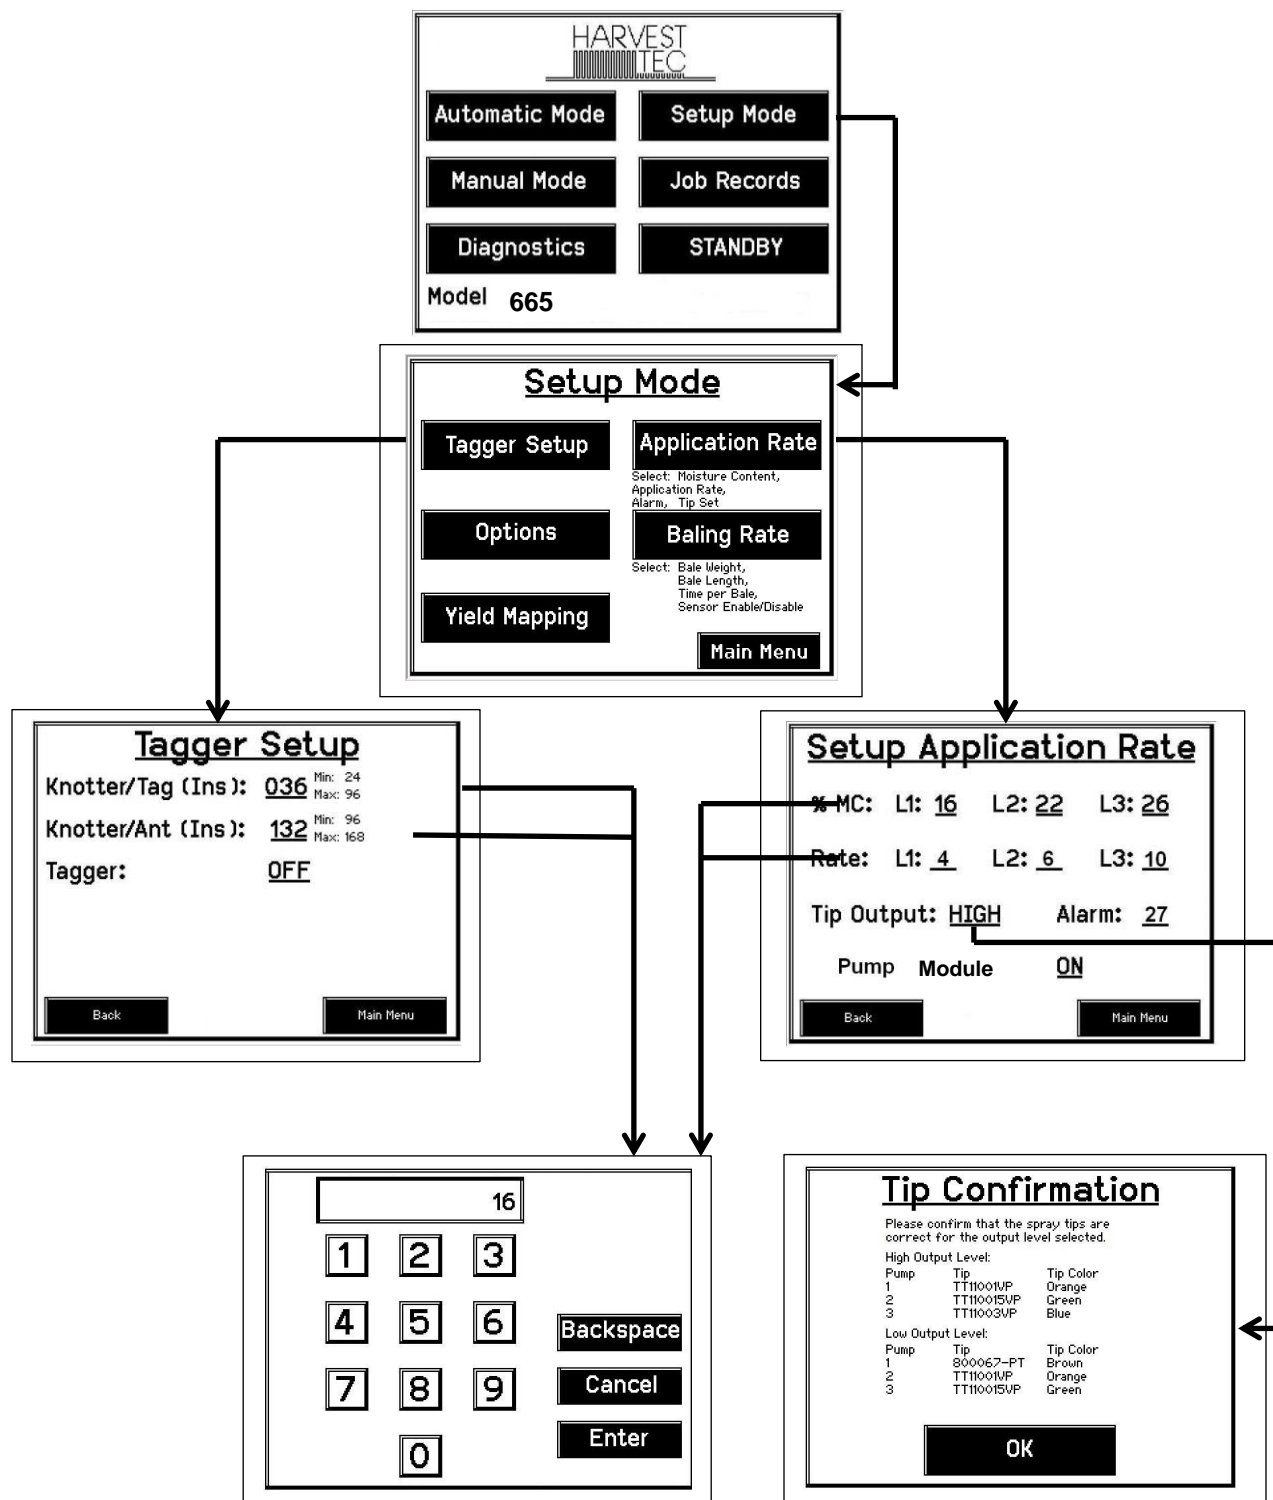 HARVEST
TEC
Automatic Mode
Setup Mode
Manual Mode
Job Records
Diagnostics
STANDBY
Model 665
Setup Mode
Tagger Setup
Application Rate
Select: Moisture Content,
Application Rate,
Alarm, Tip Set
Options
Baling Rate
Select: Bale Weight,
Bale Length,
Time per Bale,
Sensor Enable/Disable
Yield Mapping
Main Menu
Tagger Setup
Knotter/Tag (Ins): 036 Min: 24
Max: 96
Knotter/Ant (Ins): 132 Min: 96
Max: 168
Tagger: OFF
Back
Main Menu
Setup Application Rate
% MC: L1: 16 L2: 22 L3: 26
Rate: L1: 4 L2: 6 L3: 10
Tip Output: HIGH Alarm: 27
Pump Module ON
Back
Main Menu
16
1 2 3
4 5 6
Backspace
7 8 9
Cancel
Enter
0
Tip Confirmation
Please confirm that the spray tips are
correct for the output level selected.
High Output Level:
Pump Tip Tip Color
1 TT11001VP Orange
2 TT110015VP Green
3 TT11003VP Blue
Low Output Level:
Pump Tip Tip Color
1 800067-PT Brown
2 TT11001VP Orange
3 TT110015VP Green
OK